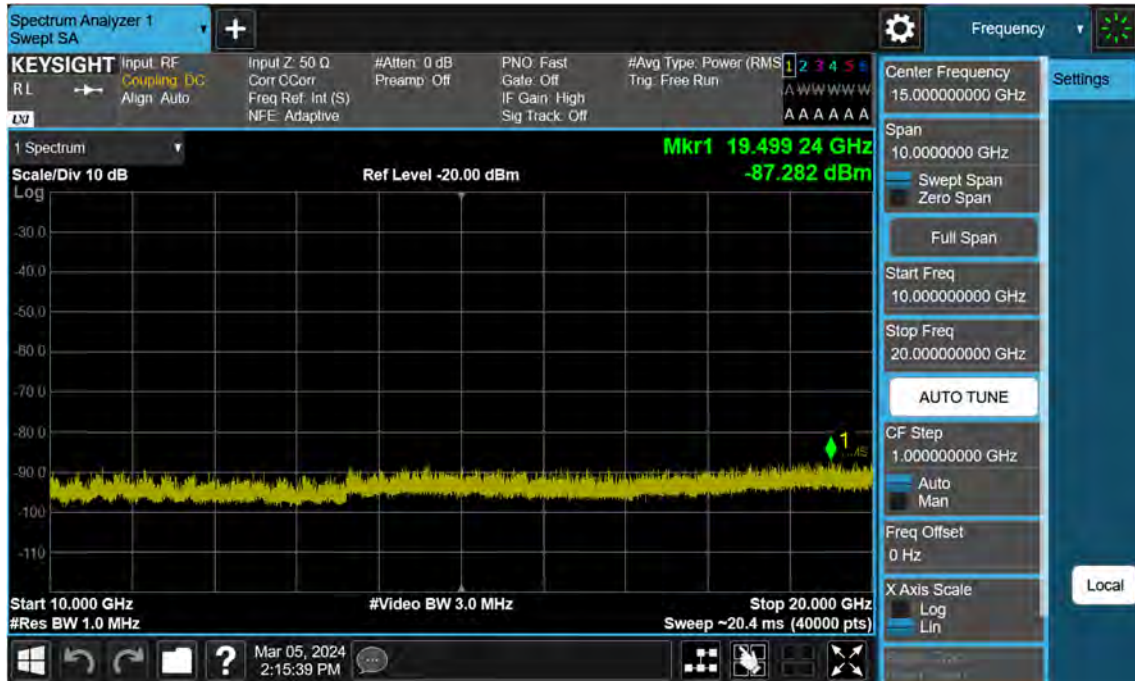 Spectrum Analyzer 1
Swept SA
+
Frequency
KEYSIGHT
RL
LXI
Input: RF
Coupling: DC
Align: Auto
Input Z: 50 Ω
Corr CCorr
Freq Ref: Int (S)
NFE: Adaptive
#Atten: 0 dB
Preamp: Off
PNO: Fast
Gate: Off
IF Gain: High
Sig Track: Off
#Avg Type: Power (RMS
Trig: Free Run
1 2 3 4 5 6
A W W W W W
A A A A A A
Center Frequency
15.000000000 GHz
Settings
Span
10.0000000 GHz
Swept Span
Zero Span
Full Span
Start Freq
10.000000000 GHz
Stop Freq
20.000000000 GHz
AUTO TUNE
CF Step
1.000000000 GHz
Auto
Man
Freq Offset
0 Hz
X Axis Scale
Log
Lin
Local
1 Spectrum
Mkr1 19.499 24 GHz
-87.282 dBm
Scale/Div 10 dB
Ref Level -20.00 dBm
Log
-30.0
-40.0
-50.0
-60.0
-70.0
-80.0
-90.0
-100
-110
1
Start 10.000 GHz
#Video BW 3.0 MHz
Stop 20.000 GHz
#Res BW 1.0 MHz
Sweep ~20.4 ms (40000 pts)
?
Mar 05, 2024
2:15:39 PM